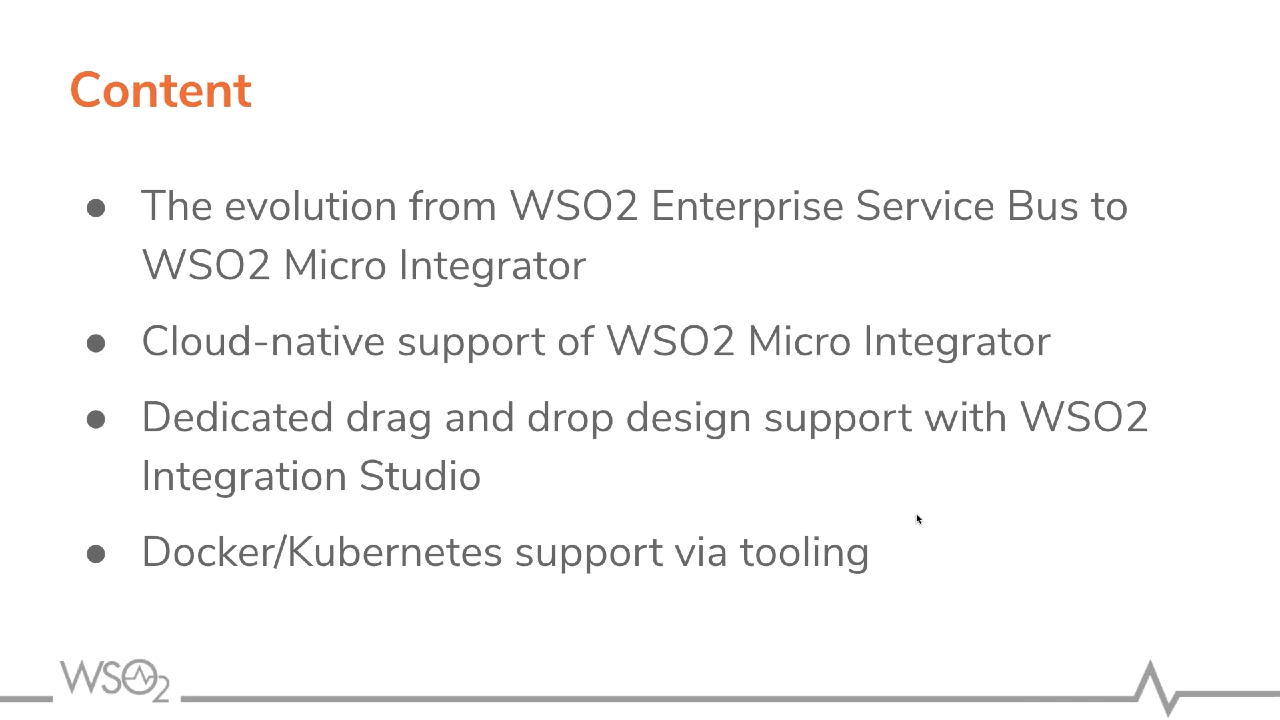 Content
● The evolution from WSO2 Enterprise Service Bus to
WSO2 Micro Integrator
● Cloud-native support of WSO2 Micro Integrator
● Dedicated drag and drop design support with WSO2
Integration Studio
● Docker/Kubernetes support via tooling
WSO2